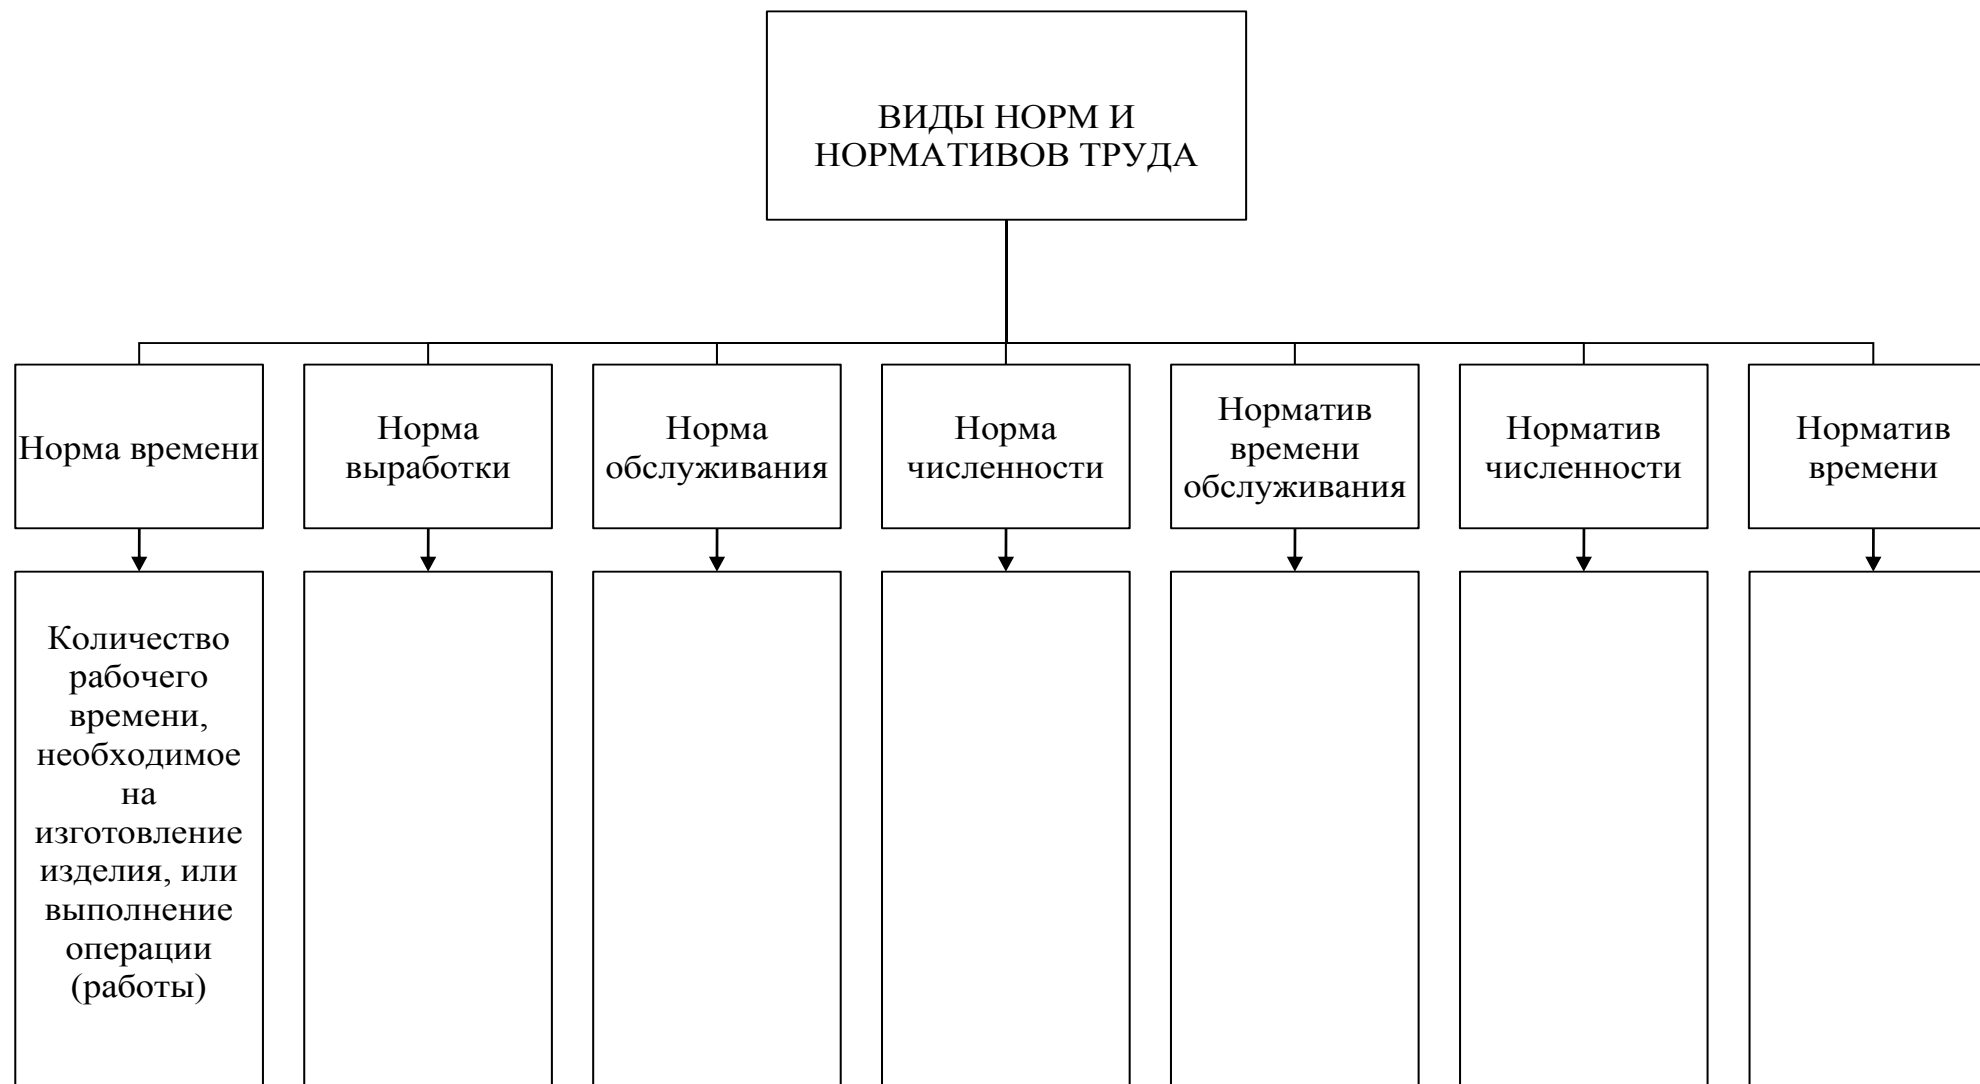 ВИДЫ НОРМ И
НОРМАТИВОВ ТРУДА
Норма времени
Норма
выработки
Норма
обслуживания
Норма
численности
Норматив
времени
обслуживания
Норматив
численности
Норматив
времени
Количество
рабочего
времени,
необходимое
на
изготовление
изделия, или
выполнение
операции
(работы)